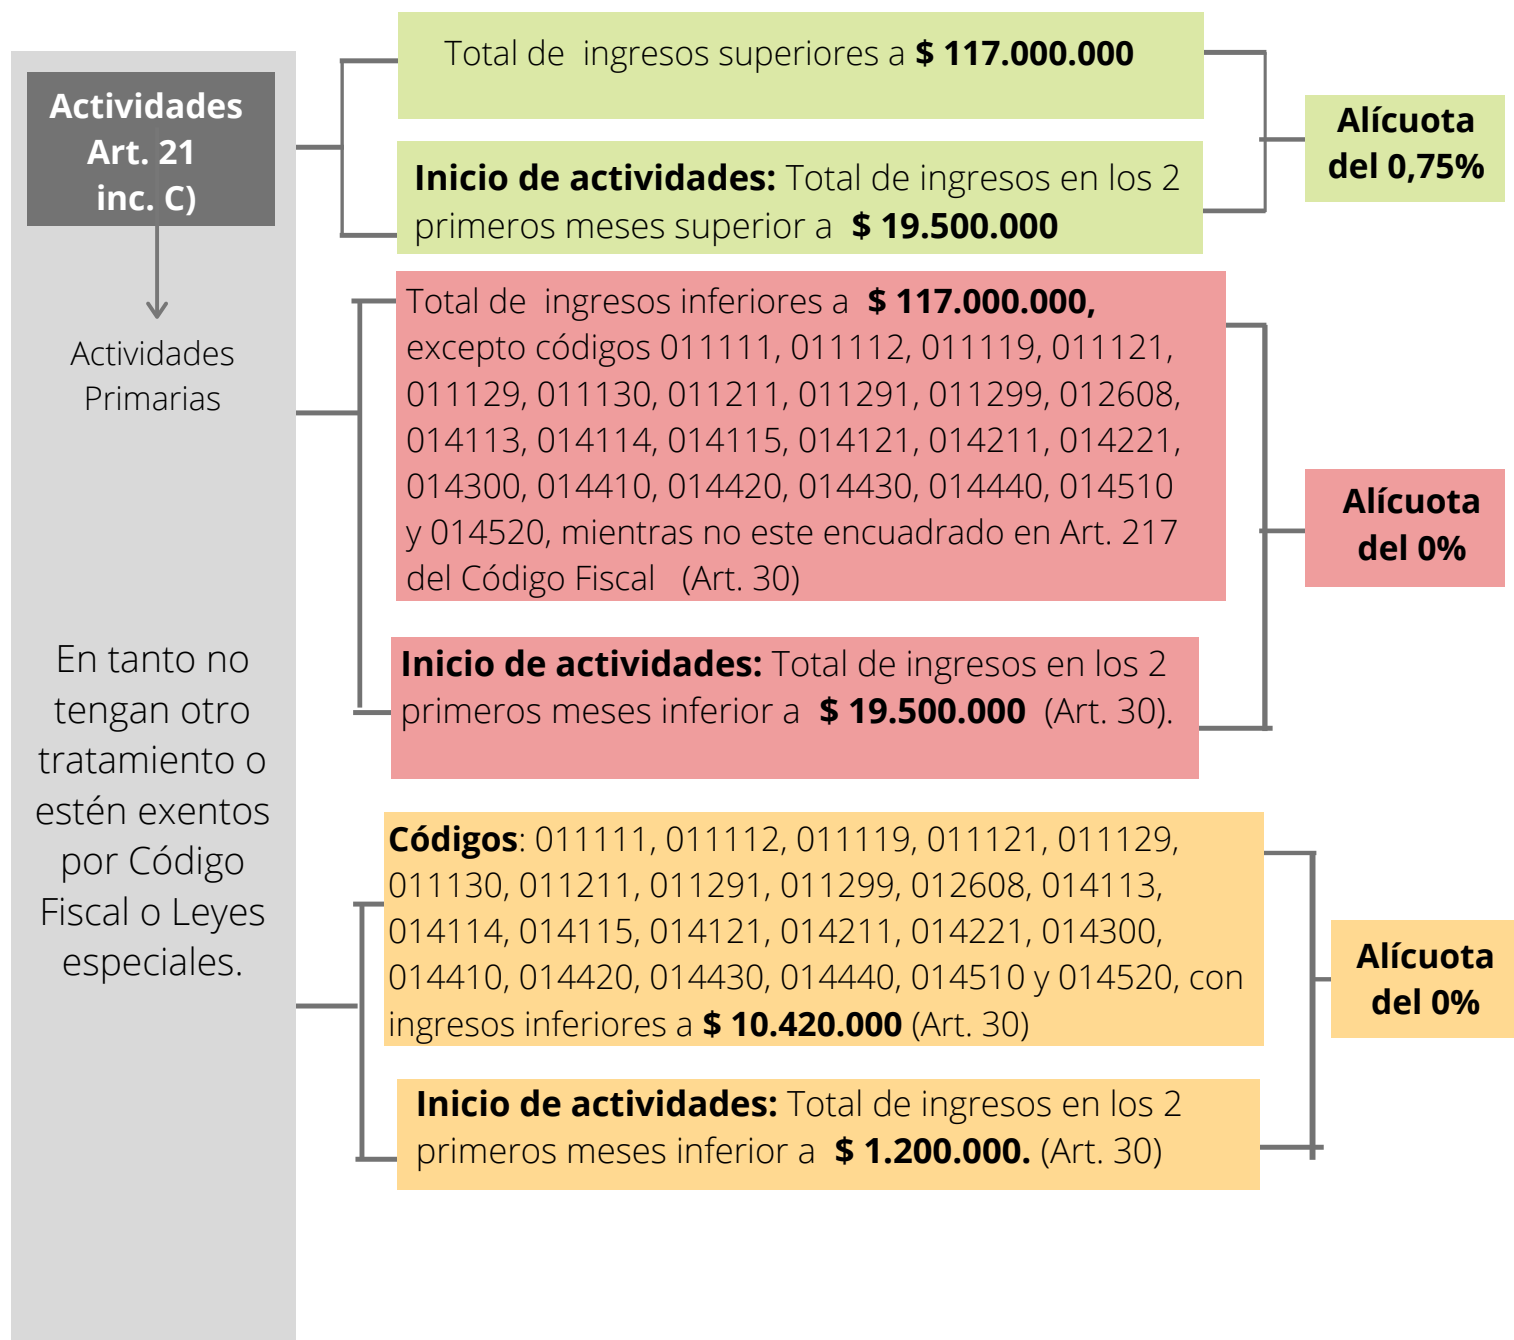 Actividades
Art. 21
inc. C)
Actividades
Primarias
En tanto no
tengan otro
tratamiento o
estén exentos
por Código
Fiscal o Leyes
especiales.
Total de ingresos superiores a $ 117.000.000
Inicio de actividades: Total de ingresos en los 2
primeros meses superior a $ 19.500.000
Alícuota
del 0,75%
Total de ingresos inferiores a $ 117.000.000,
excepto códigos 011111, 011112, 011119, 011121,
011129, 011130, 011211, 011291, 011299, 012608,
014113, 014114, 014115, 014121, 014211, 014221,
014300, 014410, 014420, 014430, 014440, 014510
y 014520, mientras no este encuadrado en Art. 217
del Código Fiscal (Art. 30)
Inicio de actividades: Total de ingresos en los 2
primeros meses inferior a $ 19.500.000 (Art. 30).
Alícuota
del 0%
Códigos: 011111, 011112, 011119, 011121, 011129,
011130, 011211, 011291, 011299, 012608, 014113,
014114, 014115, 014121, 014211, 014221, 014300,
014410, 014420, 014430, 014440, 014510 y 014520, con
ingresos inferiores a $ 10.420.000 (Art. 30)
Inicio de actividades: Total de ingresos en los 2
primeros meses inferior a $ 1.200.000. (Art. 30)
Alícuota
del 0%